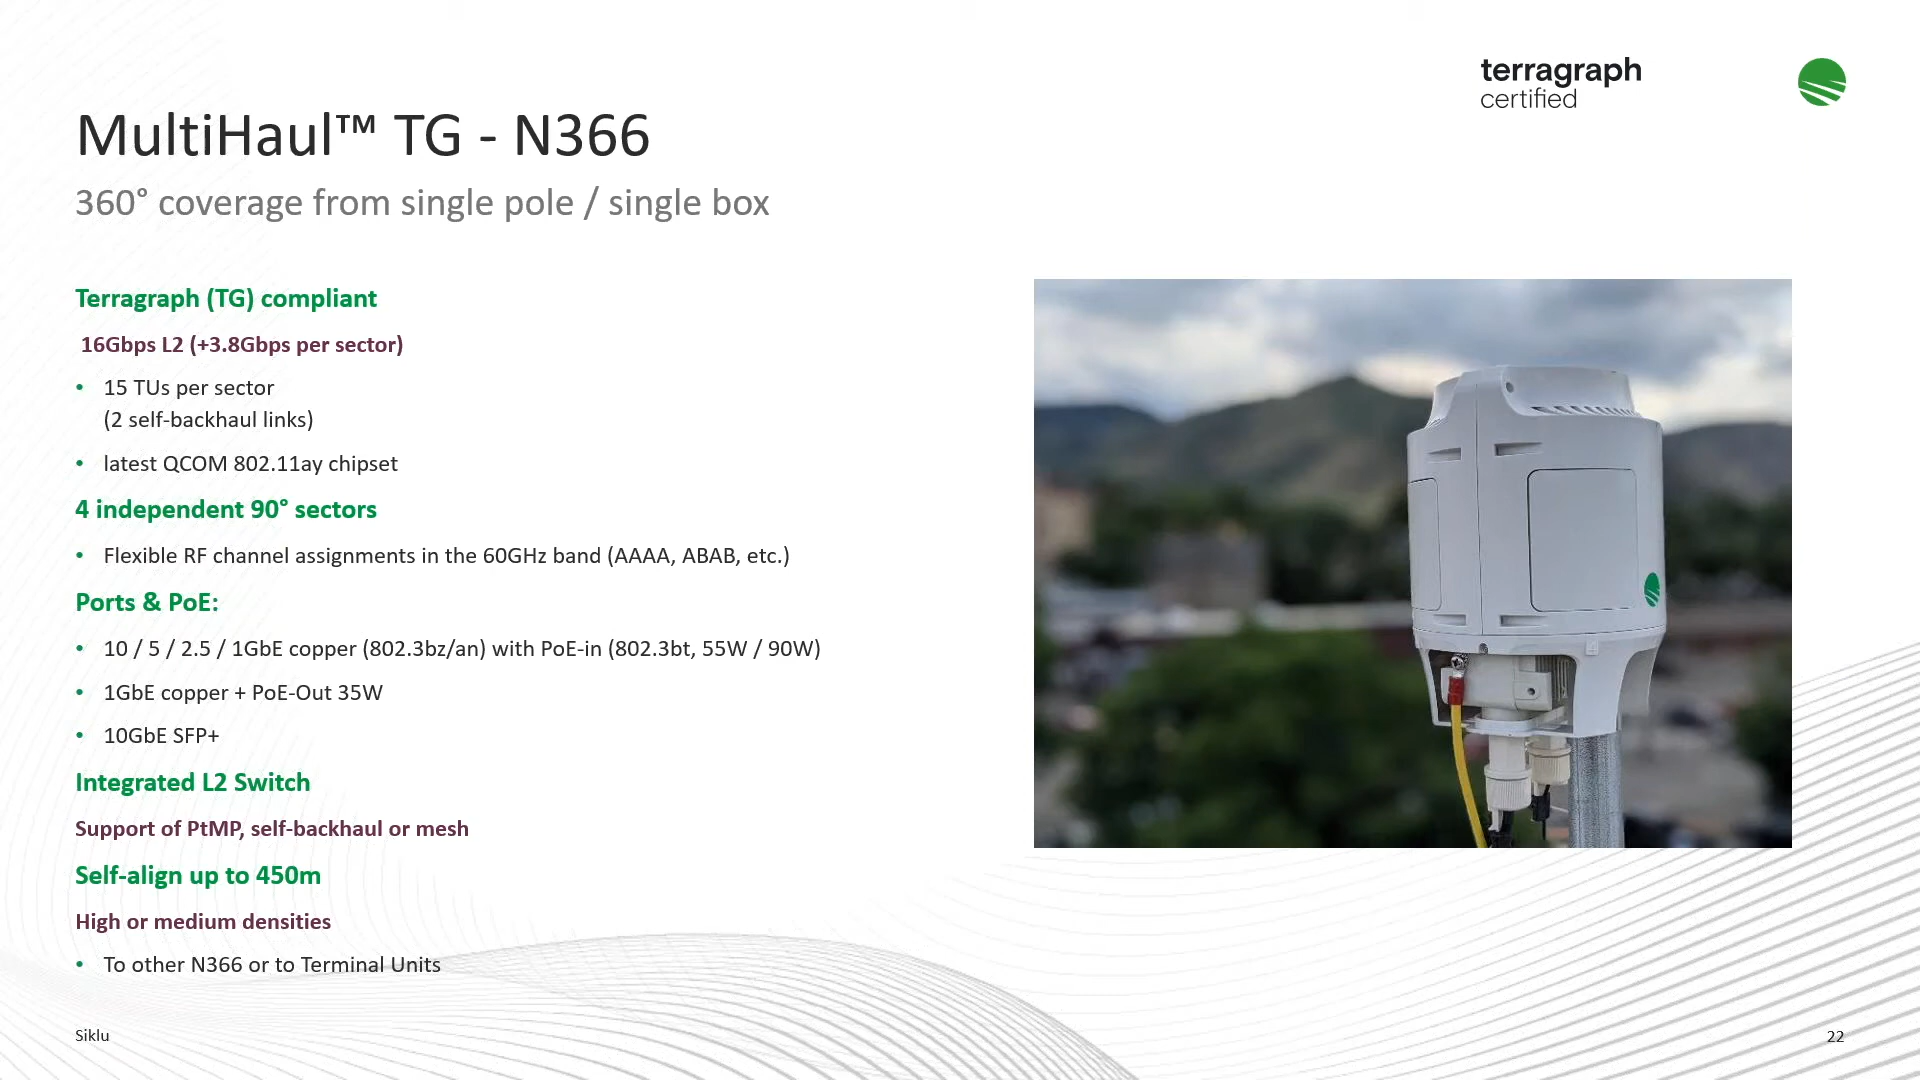 terragraph
certified
MultiHaul™ TG - N366
360° coverage from single pole / single box
Terragraph (TG) compliant
16Gbps L2 (+3.8Gbps per sector)
• 15 TUs per sector
(2 self-backhaul links)
• latest QCOM 802.11ay chipset
4 independent 90° sectors
• Flexible RF channel assignments in the 60GHz band (AAAA, ABAB, etc.)
Ports & PoE:
• 10 / 5 / 2.5 / 1GbE copper (802.3bz/an) with PoE-in (802.3bt, 55W / 90W)
• 1GbE copper + PoE-Out 35W
• 10GbE SFP+
Integrated L2 Switch
Support of PtMP, self-backhaul or mesh
Self-align up to 450m
High or medium densities
• To other N366 or to Terminal Units
Siklu
22